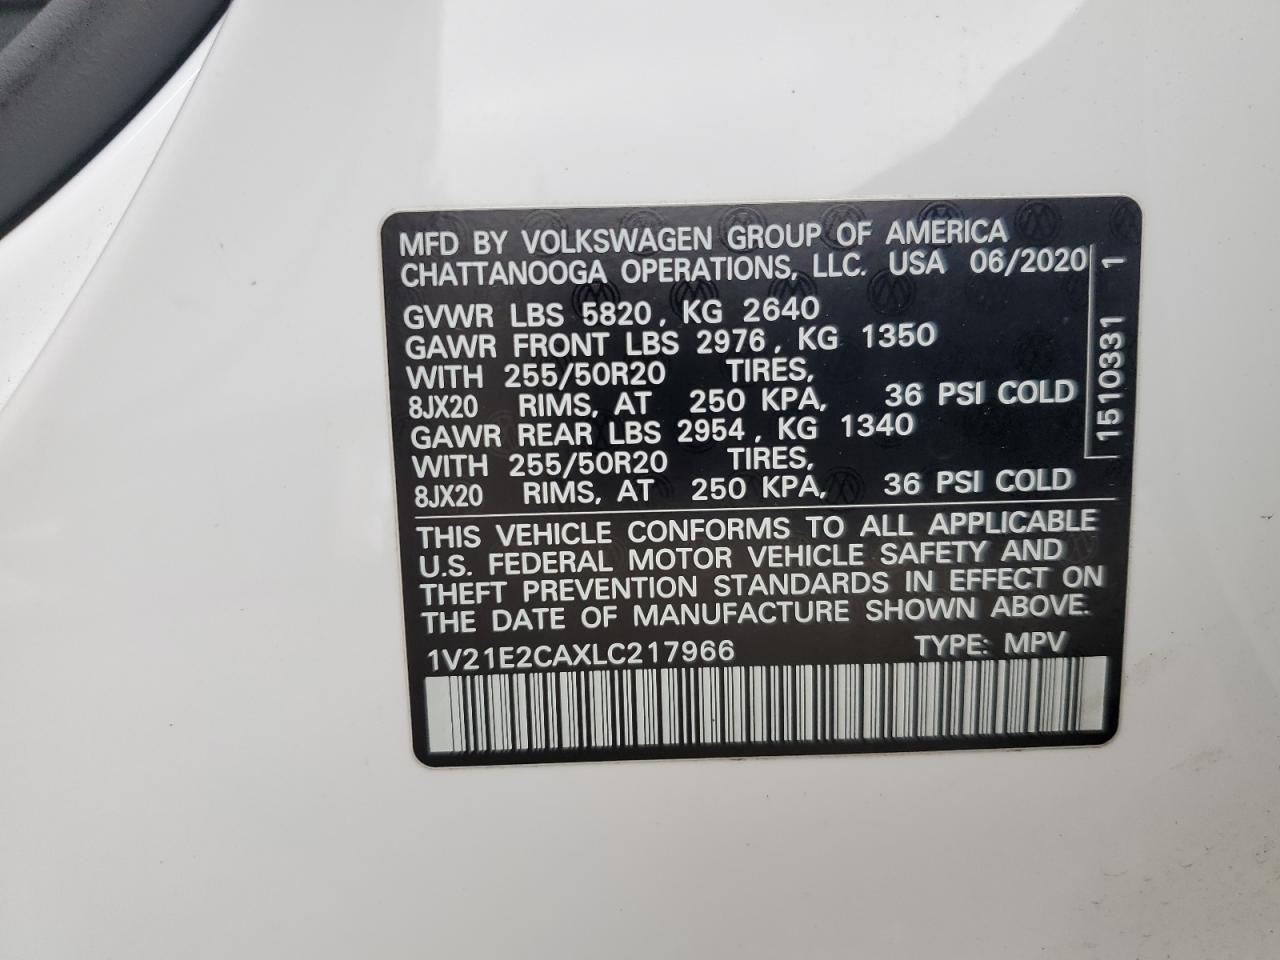 MFD BY VOLKSWAGEN GROUP OF AMERICA
CHATTANOOGA OPERATIONS, LLC. USA 06/2020
GVWR LBS 5820, KG 2640
GAWR FRONT LBS 2976, KG 1350
WITH 255/50R20 TIRES,
8JX20 RIMS, AT 250 KPA, 36 PSI COLD
GAWR REAR LBS 2954, KG 1340
WITH 255/50R20 TIRES,
8JX20 RIMS, AT 250 KPA, 36 PSI COLD
1510331 1
THIS VEHICLE CONFORMS TO ALL APPLICABLE
U.S. FEDERAL MOTOR VEHICLE SAFETY AND
THEFT PREVENTION STANDARDS IN EFFECT ON
THE DATE OF MANUFACTURE SHOWN ABOVE.
1V21E2CAXLC217966 TYPE: MPV